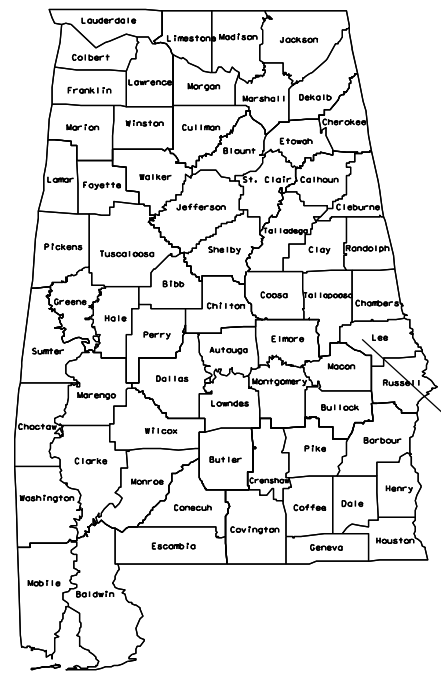 Lauderdale
Limestone
Madison
Jackson
Colbert
Lawrence
Franklin
Morgan
Marshall
Dekalb
Marion
Winston
Cullman
Cherokee
Etowah
Blount
Lamar
Fayette
Walker
St. Clair
Calhoun
Jefferson
Cleburne
Talladega
Pickens
Tuscaloosa
Shelby
Clay
Randolph
Bibb
Greene
Hale
Chilton
Coosa
Tallapoosa
Chambers
Perry
Autauga
Elmore
Lee
Sumter
Macon
Dallas
Montgomery
Russell
Marengo
Lowndes
Bullock
Choctaw
Wilcox
Barbour
Clarke
Butler
Pike
Monroe
Crenshaw
Henry
Washington
Conecuh
Coffee
Dale
Covington
Escambia
Geneva
Houston
Mobile
Baldwin